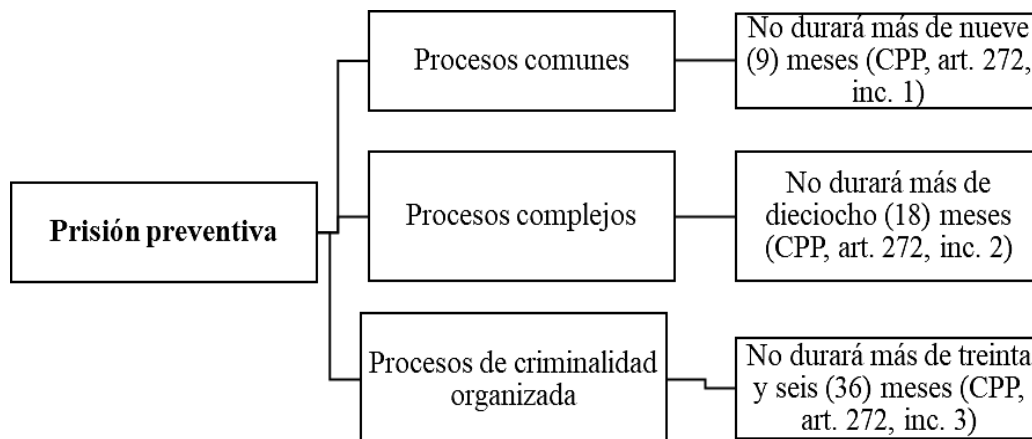 Prisión preventiva
Procesos comunes
No durará más de nueve
(9) meses (CPP, art. 272,
inc. 1)
Procesos complejos
No durará más de
dieciocho (18) meses
(CPP, art. 272, inc. 2)
Procesos de criminalidad
organizada
No durará más de treinta
y seis (36) meses (CPP,
art. 272, inc. 3)